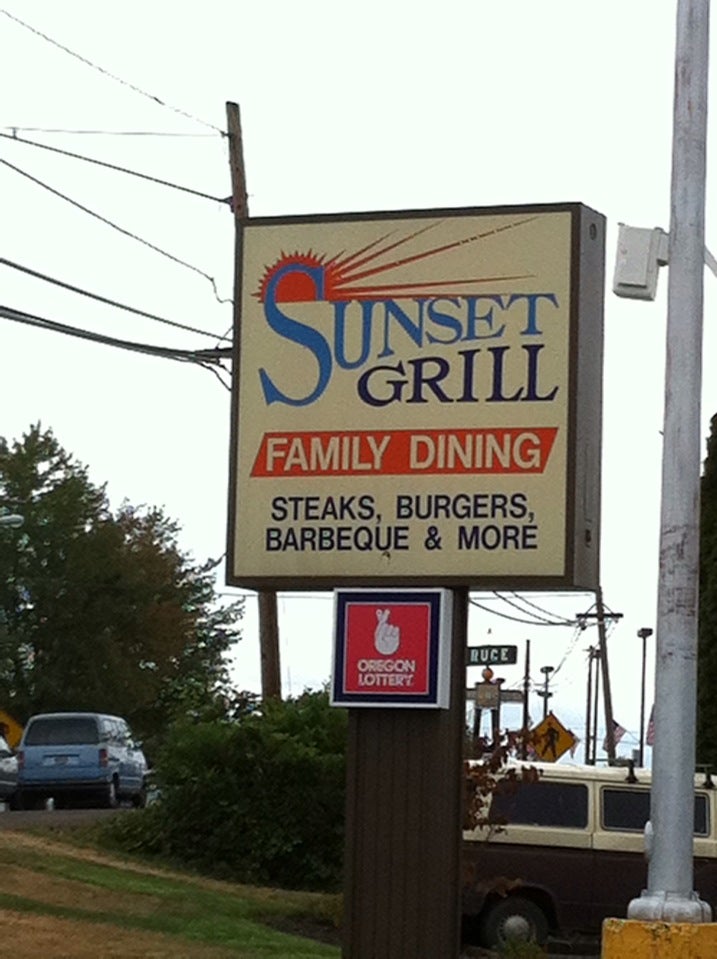 SUNSET
GRILL
FAMILY DINING
STEAKS, BURGERS,
BARBEQUE & MORE
OREGON
LOTTERY
RUCE